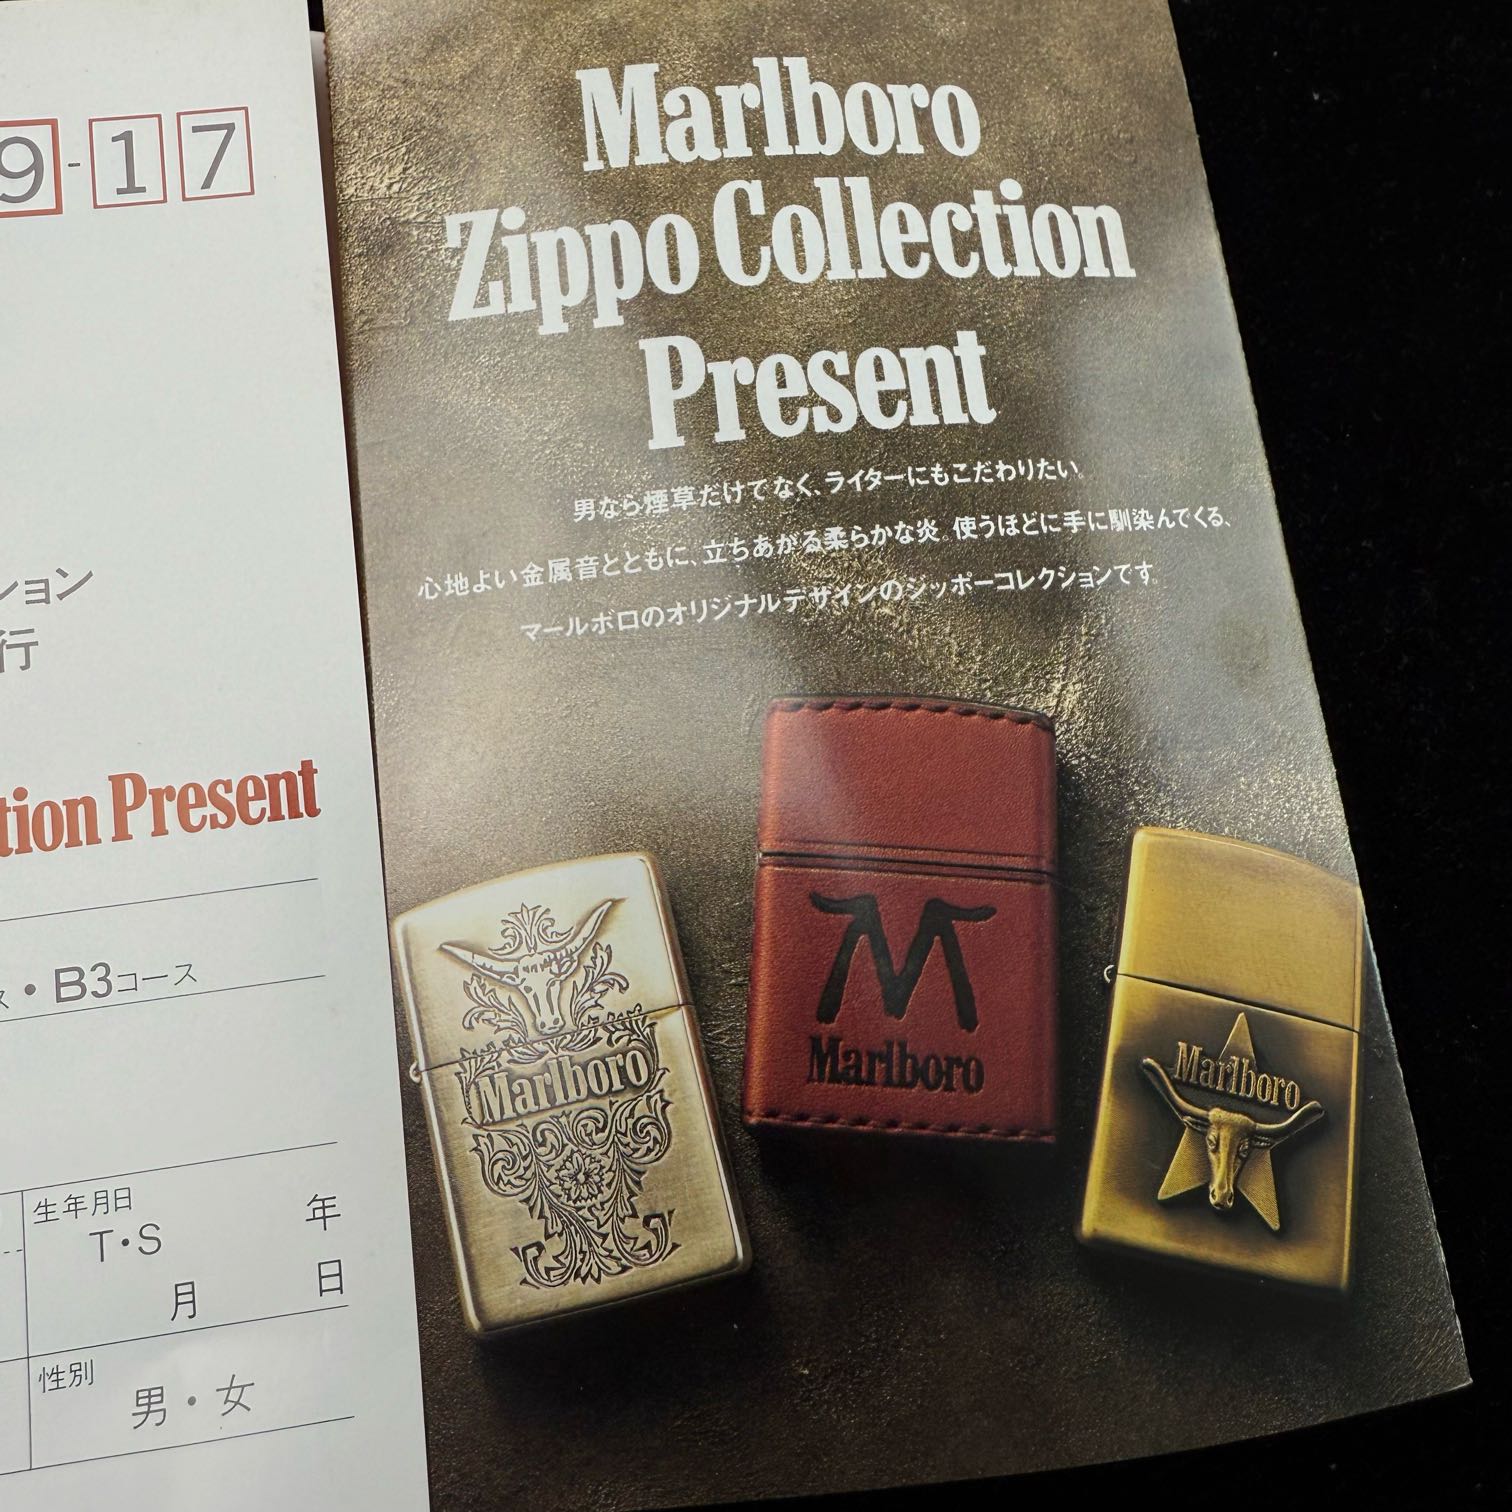 9-17
ション
行
tion Present
・B3コース
生年月日
T・S
年
月
日
性別
男・女
Marlboro
Zippo Collection
Present
男なら煙草だけでなく、ライターにもこだわりたい。
心地よい金属音とともに、立ちあがる柔らかな炎。使うほどに手に馴染んでくる、
マールボロのオリジナルデザインのジッポーコレクションです。
Marlboro
M
Marlboro
Marlboro